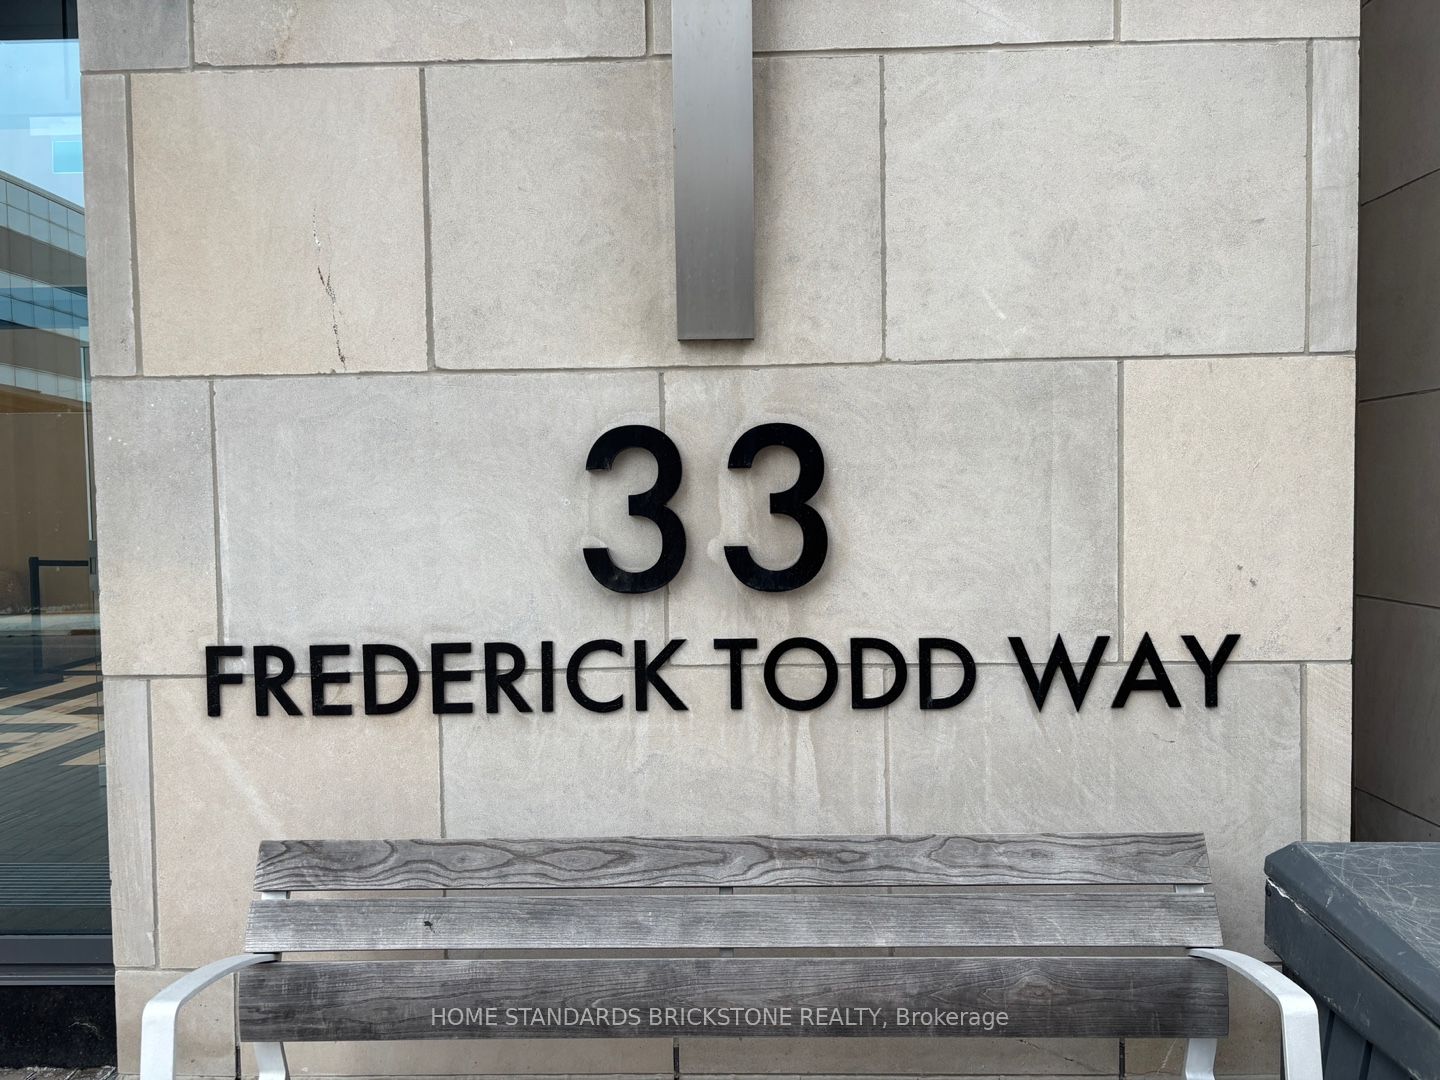 33
FREDERICK TODD WAY
HOME STANDARDS BRICKSTONE REALTY, Brokerage